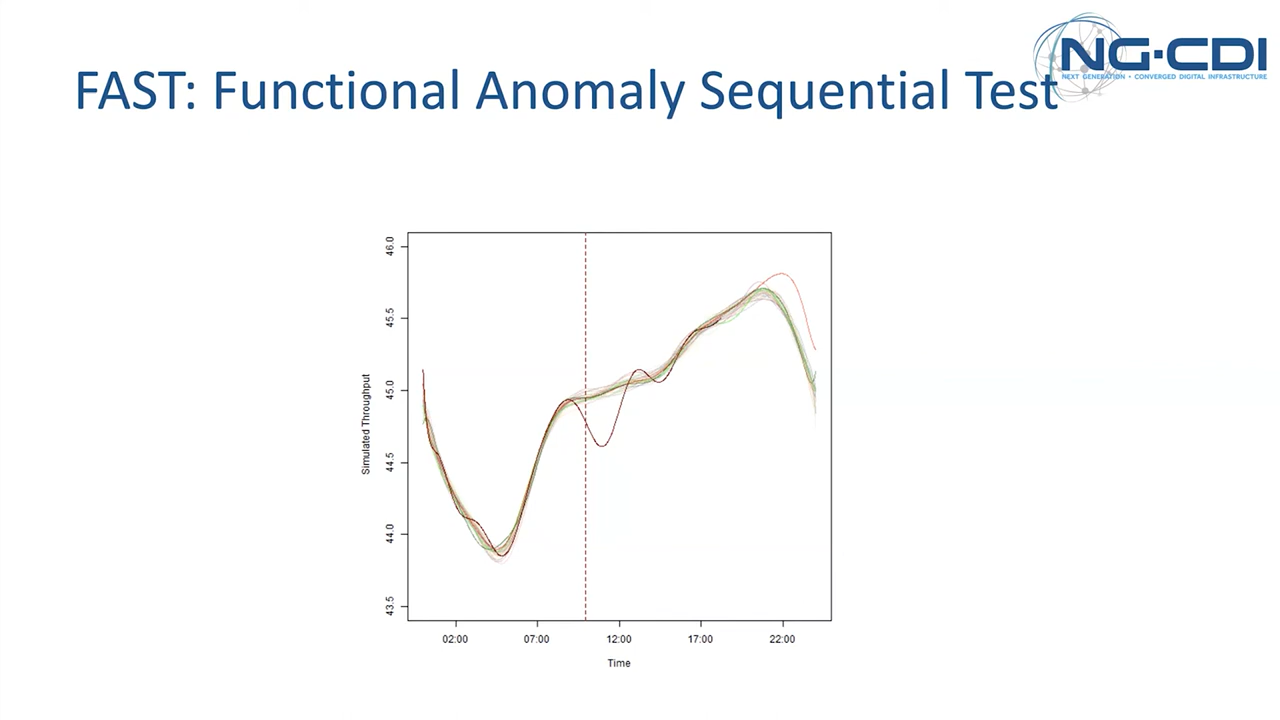 NG·CDI
NEXT GENERATION • CONVERGED DIGITAL INFRASTRUCTURE
FAST: Functional Anomaly Sequential Test
46.0
45.5
45.0
44.5
44.0
43.5
Simulated Throughput
02:00 07:00 12:00 17:00 22:00
Time